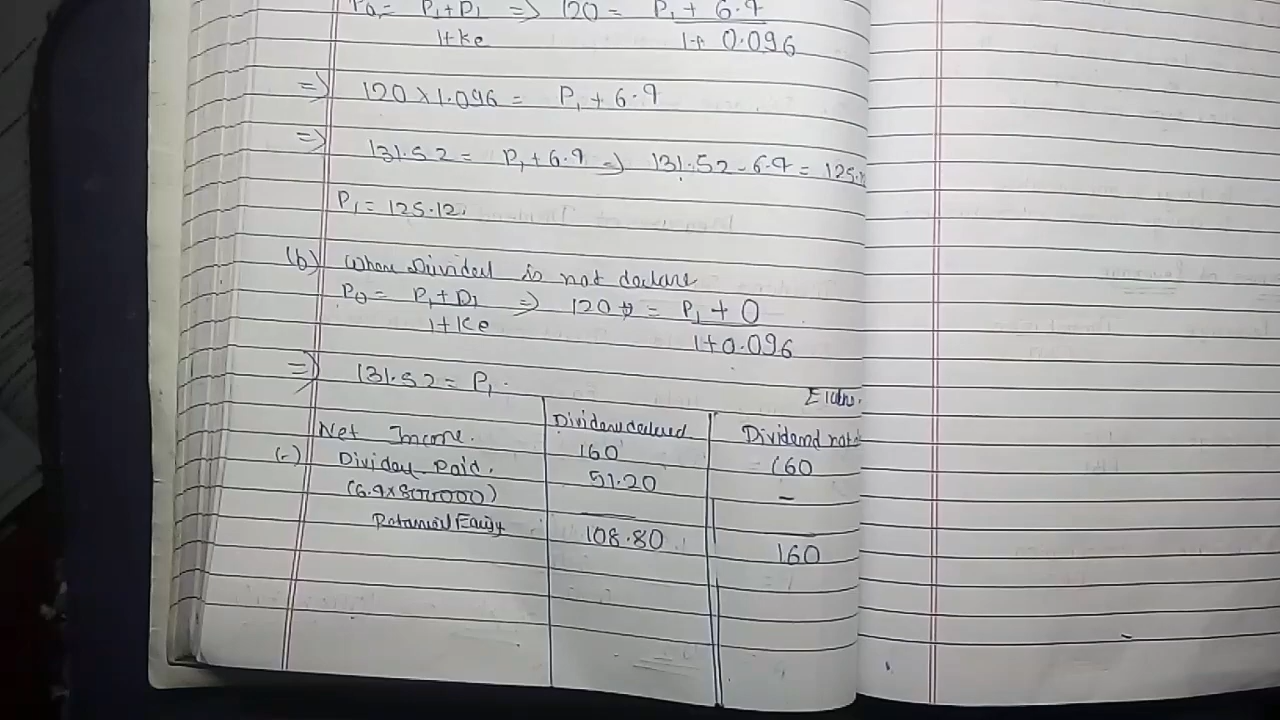 P0 = P1+D1 => 120 = P1 + 6.4
1+Ke 1+ 0.096
=> 120 X 1.096 = P1 + 6.4
=> 131.52 = P1 + 6.4 => 131.52 - 6.4 = 125.
P1 = 125.12.
(b) When Dividend is not declare
P0 = P1+D1 => 120 = P1 + 0
1+Ke 1+0.096
=> 131.52 = P1.
Dividend declared Dividend not
Net Income. 160 160
(-) Dividend Paid. 51.20 -
(6.4x800000)
Retained Earning 108.80 160